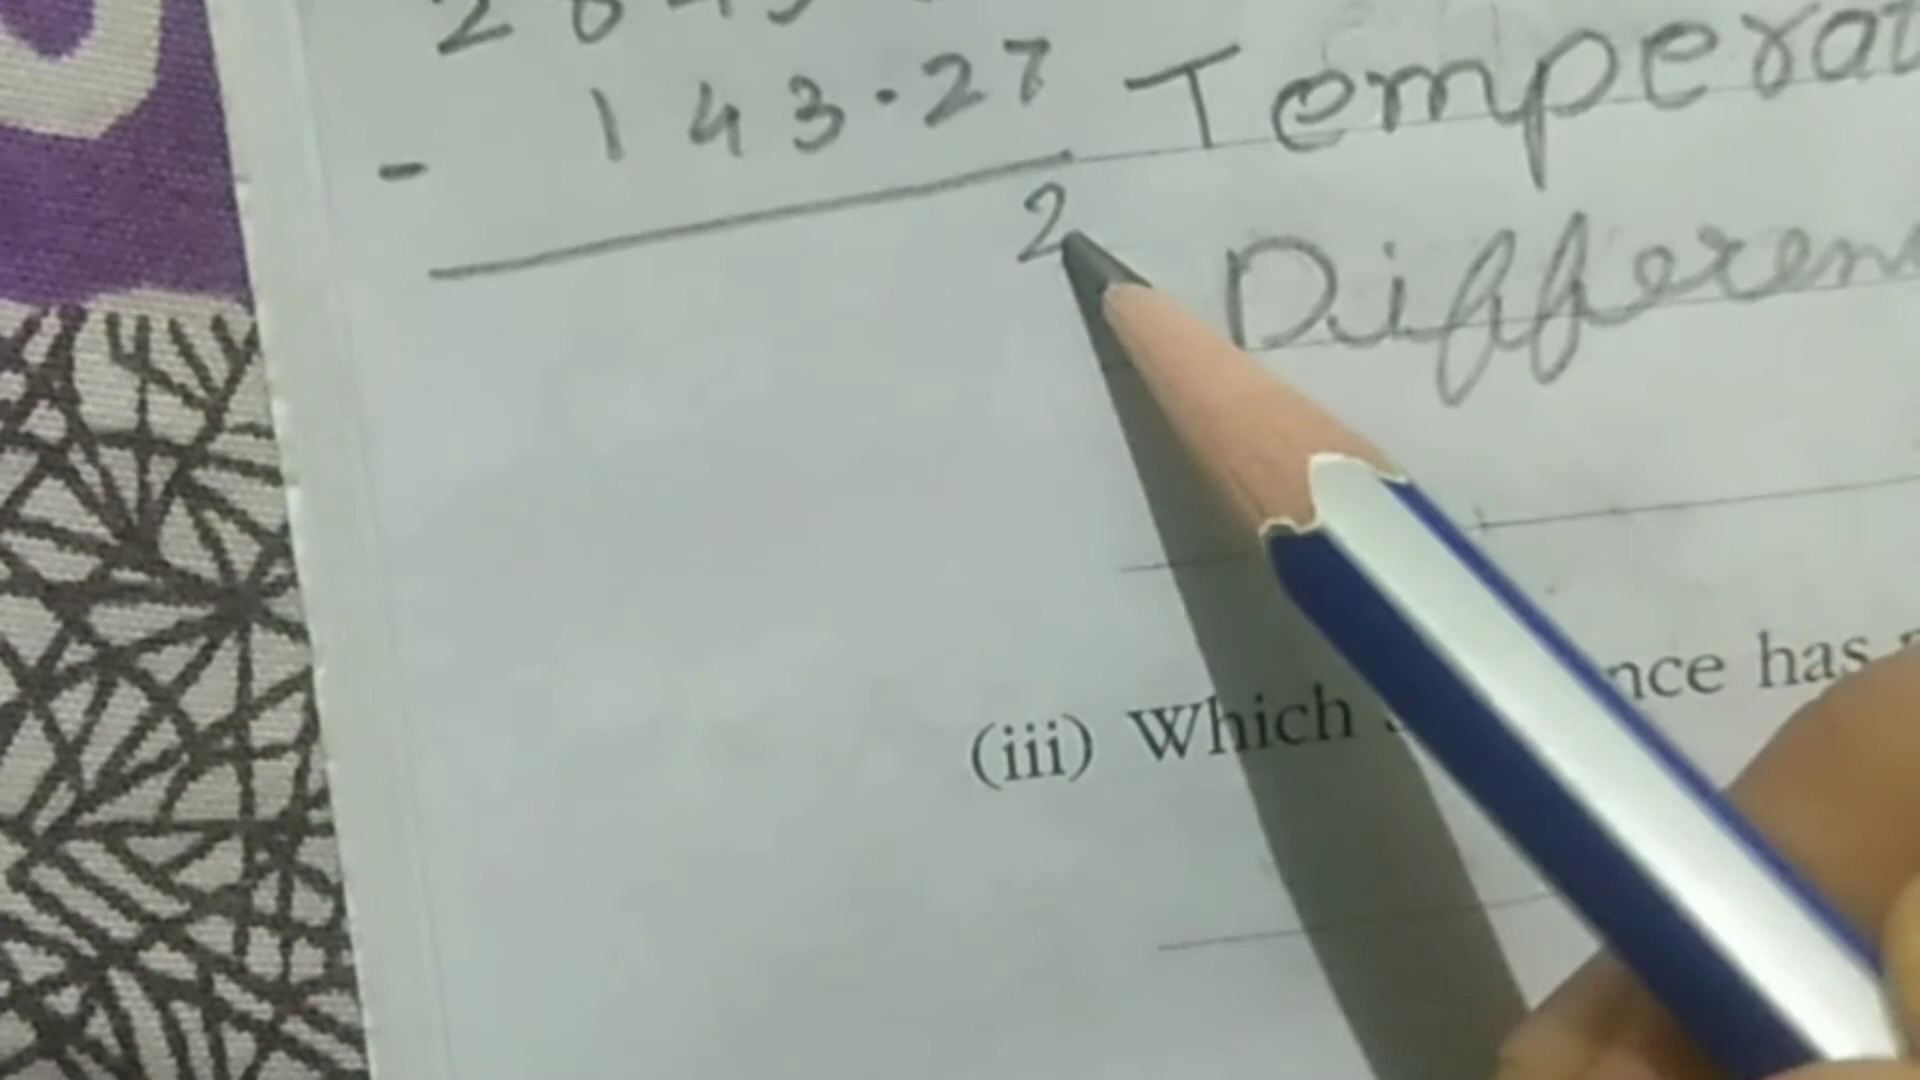 143.27 Temperat
-
2
Differen
(iii) Which
nce has